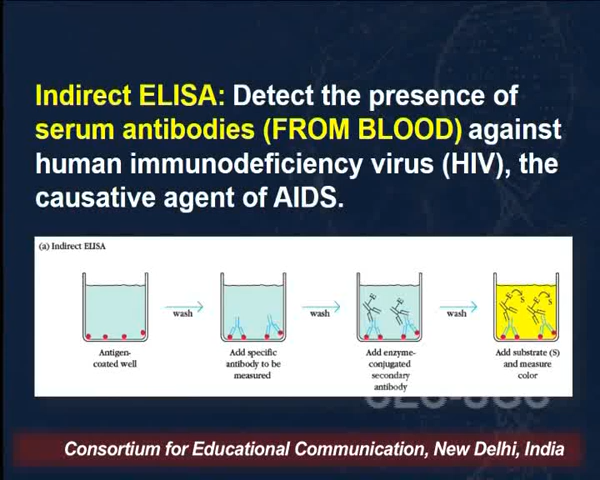 Indirect ELISA: Detect the presence of
serum antibodies (FROM BLOOD) against
human immunodeficiency virus (HIV), the
causative agent of AIDS.
(a) Indirect ELISA
wash
wash
wash
E
E
E
E
S
S
Antigen-
coated well
Add specific
antibody to be
measured
Add enzyme-
conjugated
secondary
antibody
Add substrate (S)
and measure
color
CEC-UGC
Consortium for Educational Communication, New Delhi, India